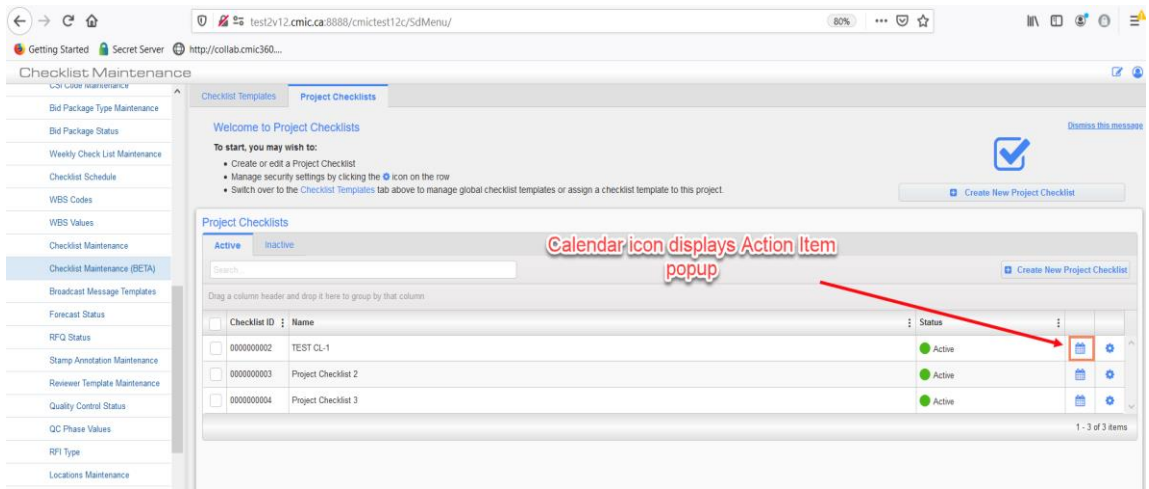 test2v12.cmic.ca:8888/cmictest12c/SdMenu/
80%
Getting Started Secret Server http://collab.cmic360....
Checklist Maintenance
CSI Code Maintenance
Bid Package Type Maintenance
Bid Package Status
Weekly Check List Maintenance
Checklist Schedule
WBS Codes
WBS Values
Checklist Maintenance
Checklist Maintenance (BETA)
Broadcast Message Templates
Forecast Status
RFQ Status
Stamp Annotation Maintenance
Reviewer Template Maintenance
Quality Control Status
QC Phase Values
RFI Type
Locations Maintenance
Checklist Templates Project Checklists
Welcome to Project Checklists
Dismiss this message
To start, you may wish to:
• Create or edit a Project Checklist
• Manage security settings by clicking the icon on the row
• Switch over to the Checklist Templates tab above to manage global checklist templates or assign a checklist template to this project.
Create New Project Checklist
Project Checklists
Active Inactive
Calendar icon displays Action Item
popup
Search...
Create New Project Checklist
Drag a column header and drop it here to group by that column
Checklist ID Name Status
0000000002 TEST CL-1 Active
0000000003 Project Checklist 2 Active
0000000004 Project Checklist 3 Active
1 - 3 of 3 items